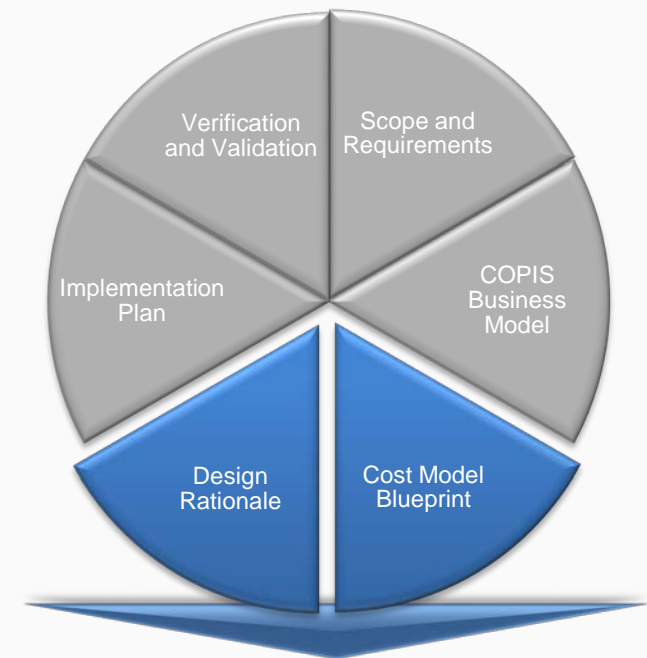 Verification
and Validation
Scope and
Requirements
Implementation
Plan
COPIS
Business
Model
Design
Rationale
Cost Model
Blueprint